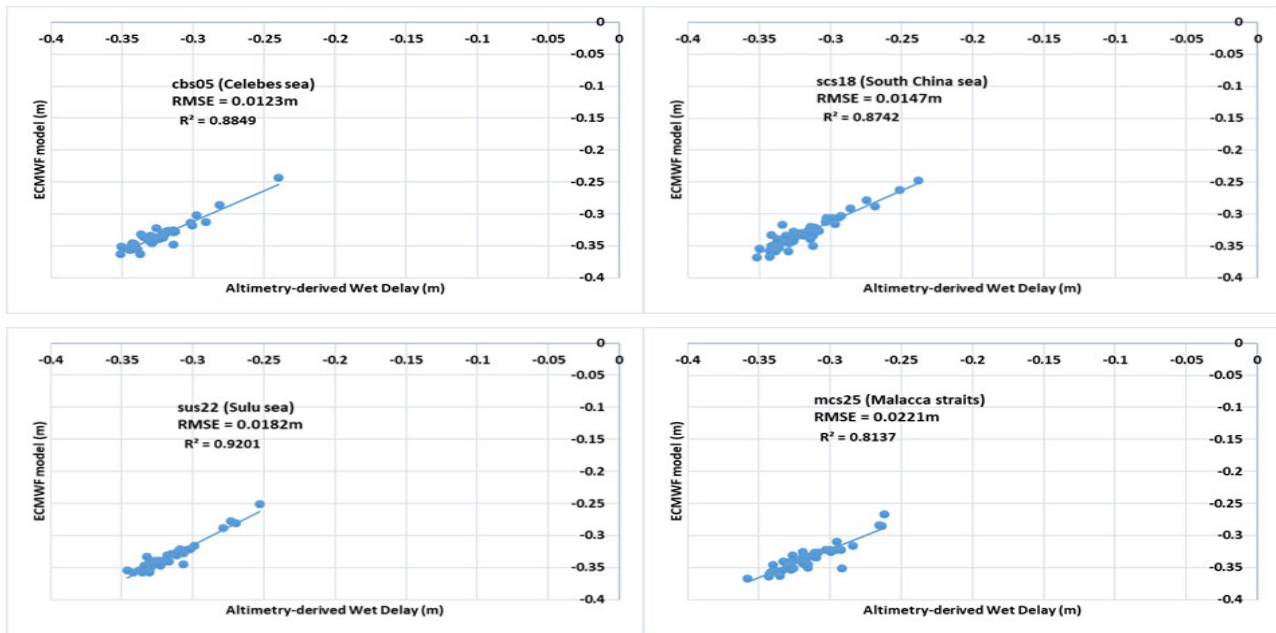 -0.4 -0.35 -0.3 -0.25 -0.2 -0.15 -0.1 -0.05 0
0
-0.05
-0.1
-0.15
-0.2
-0.25
-0.3
-0.35
-0.4
ECMWF model (m)
cbs05 (Celebes sea)
RMSE = 0.0123m
R² = 0.8849
Altimetry-derived Wet Delay (m)
-0.4 -0.35 -0.3 -0.25 -0.2 -0.15 -0.1 -0.05 0
0
-0.05
-0.1
-0.15
-0.2
-0.25
-0.3
-0.35
-0.4
ECMWF model (m)
scs18 (South China sea)
RMSE = 0.0147m
R² = 0.8742
Altimetry-derived Wet Delay (m)
-0.4 -0.35 -0.3 -0.25 -0.2 -0.15 -0.1 -0.05 0
0
-0.05
-0.1
-0.15
-0.2
-0.25
-0.3
-0.35
-0.4
ECMWF model (m)
sus22 (Sulu sea)
RMSE = 0.0182m
R² = 0.9201
Altimetry-derived Wet Delay (m)
-0.4 -0.35 -0.3 -0.25 -0.2 -0.15 -0.1 -0.05 0
0
-0.05
-0.1
-0.15
-0.2
-0.25
-0.3
-0.35
-0.4
ECMWF model (m)
mcs25 (Malacca straits)
RMSE = 0.0221m
R² = 0.8137
Altimetry-derived Wet Delay (m)